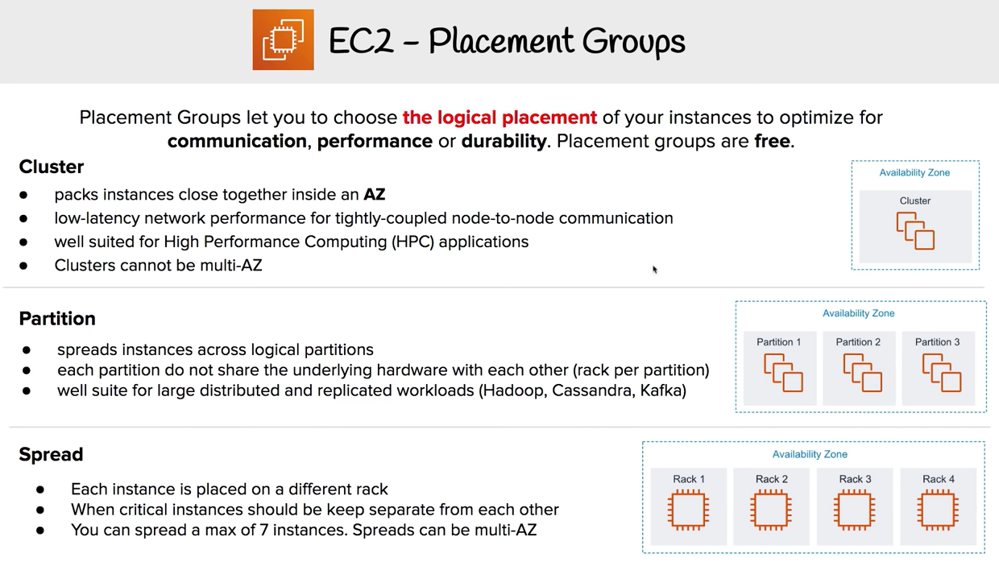 EC2 – Placement Groups
Placement Groups let you to choose the logical placement of your instances to optimize for
communication, performance or durability. Placement groups are free.
Cluster
● packs instances close together inside an AZ
● low-latency network performance for tightly-coupled node-to-node communication
● well suited for High Performance Computing (HPC) applications
● Clusters cannot be multi-AZ
Availability Zone
Cluster
Partition
● spreads instances across logical partitions
● each partition do not share the underlying hardware with each other (rack per partition)
● well suite for large distributed and replicated workloads (Hadoop, Cassandra, Kafka)
Availability Zone
Partition 1 Partition 2 Partition 3
Spread
● Each instance is placed on a different rack
● When critical instances should be keep separate from each other
● You can spread a max of 7 instances. Spreads can be multi-AZ
Availability Zone
Rack 1 Rack 2 Rack 3 Rack 4